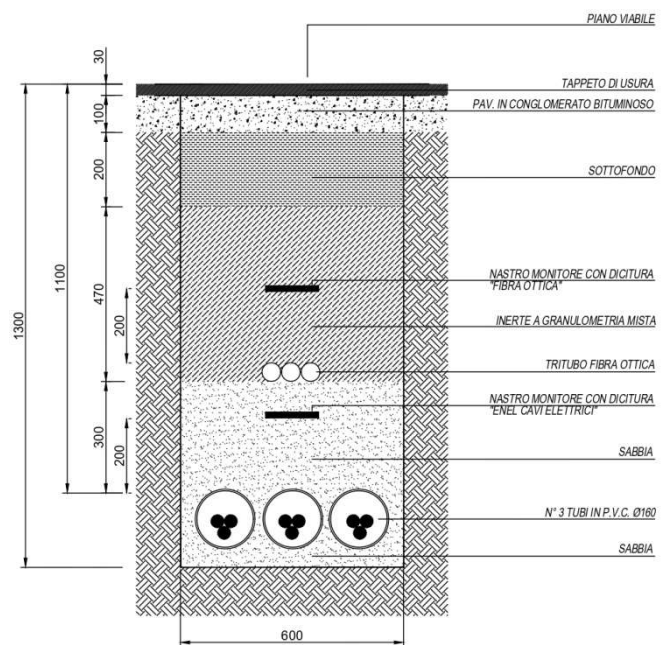 PIANO VIABILE
30
TAPPETO DI USURA
100
PAV. IN CONGLOMERATO BITUMINOSO
200
SOTTOFONDO
1300
1100
470
NASTRO MONITORE CON DICITURA
"FIBRA OTTICA"
200
INERTE A GRANULOMETRIA MISTA
TRITUBO FIBRA OTTICA
NASTRO MONITORE CON DICITURA
"ENEL CAVI ELETTRICI"
300
200
SABBIA
N° 3 TUBI IN P.V.C. Ø160
SABBIA
600